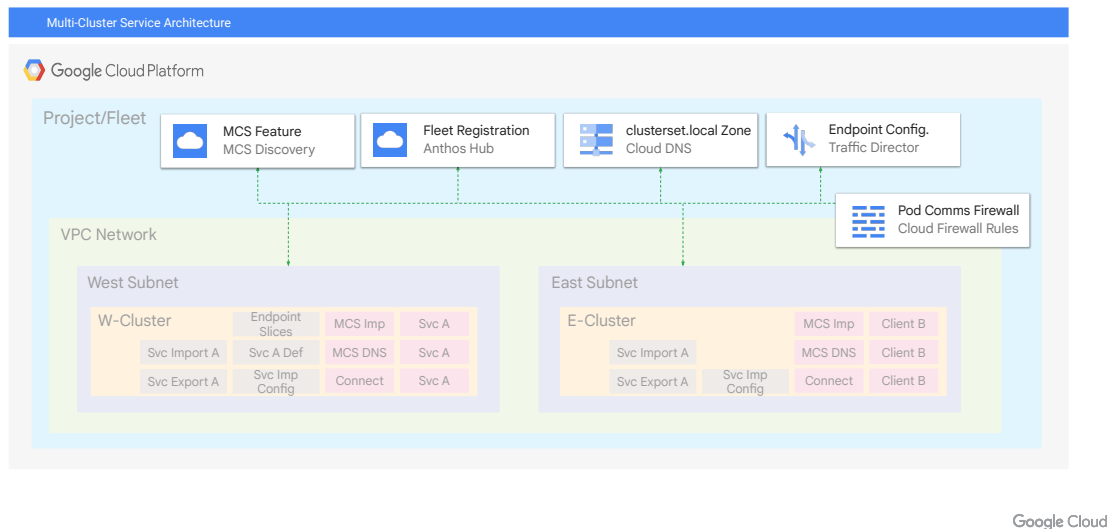 Multi-Cluster Service Architecture
Google Cloud Platform
Project/Fleet
MCS Feature
MCS Discovery
Fleet Registration
Anthos Hub
clusterset.local Zone
Cloud DNS
Endpoint Config.
Traffic Director
Pod Comms Firewall
Cloud Firewall Rules
VPC Network
West Subnet
W-Cluster
Endpoint
Slices
MCS Imp
Svc A
Svc Import A
Svc A Def
MCS DNS
Svc A
Svc Export A
Svc Imp
Config
Connect
Svc A
East Subnet
E-Cluster
MCS Imp
Client B
Svc Import A
MCS DNS
Client B
Svc Export A
Svc Imp
Config
Connect
Client B
Google Cloud